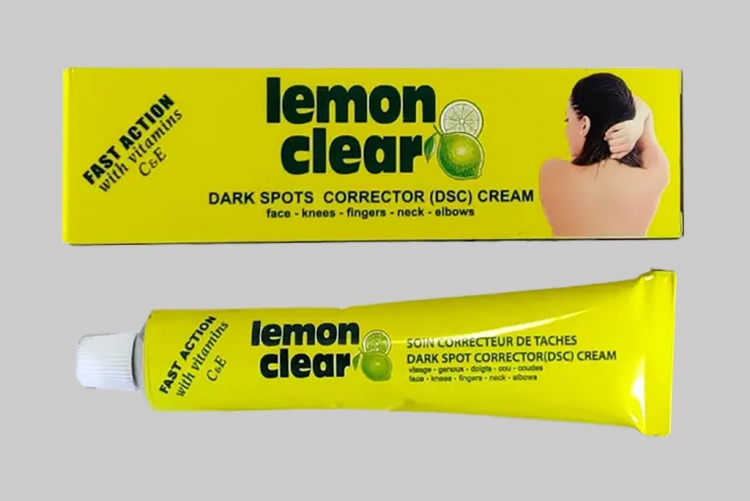 FAST ACTION
with vitamins
C&E
lemon
clear
DARK SPOTS CORRECTOR (DSC) CREAM
face - knees - fingers - neck - elbows
FAST ACTION
with vitamins
C&E
lemon
clear
SOIN CORRECTEUR DE TACHES
DARK SPOT CORRECTOR(DSC) CREAM
visage - genoux - doigts - cou - coudes
face - knees - fingers - neck - elbows